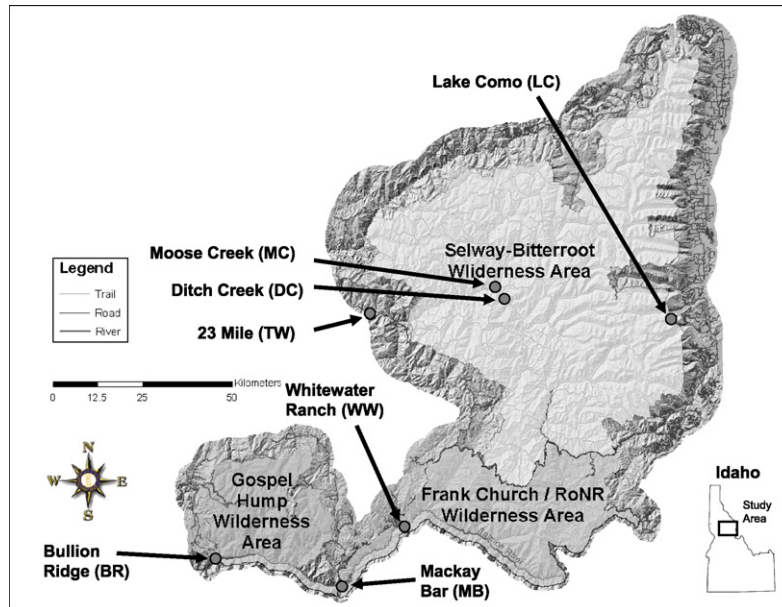 Lake Como (LC)
Moose Creek (MC)
Selway-Bitterroot
Wilderness Area
Ditch Creek (DC)
23 Mile (TW)
Legend
Trail
Road
River
Kilometers
0 12.5 25 50
Whitewater
Ranch (WW)
N
W E
S
Gospel
Hump
Wilderness
Area
Frank Church / RoNR
Wilderness Area
Bullion
Ridge (BR)
Mackay
Bar (MB)
Idaho
Study
Area